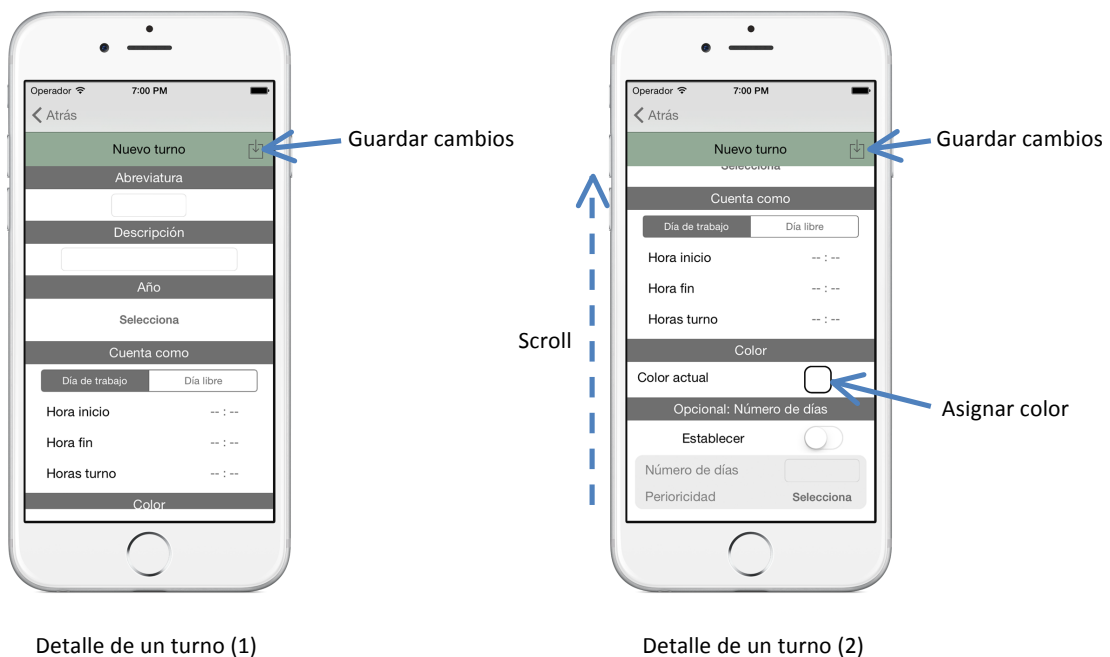 Operador 7:00 PM
Atrás
Nuevo turno
Guardar cambios
Abreviatura
Descripción
Año
Selecciona
Cuenta como
Día de trabajo Día libre
Hora inicio -- : --
Hora fin -- : --
Horas turno -- : --
Color
Detalle de un turno (1)
Scroll
Operador 7:00 PM
Atrás
Nuevo turno
Guardar cambios
Selecciona
Cuenta como
Día de trabajo Día libre
Hora inicio -- : --
Hora fin -- : --
Horas turno -- : --
Color
Color actual
Asignar color
Opcional: Número de días
Establecer
Número de días
Perioricidad Selecciona
Detalle de un turno (2)